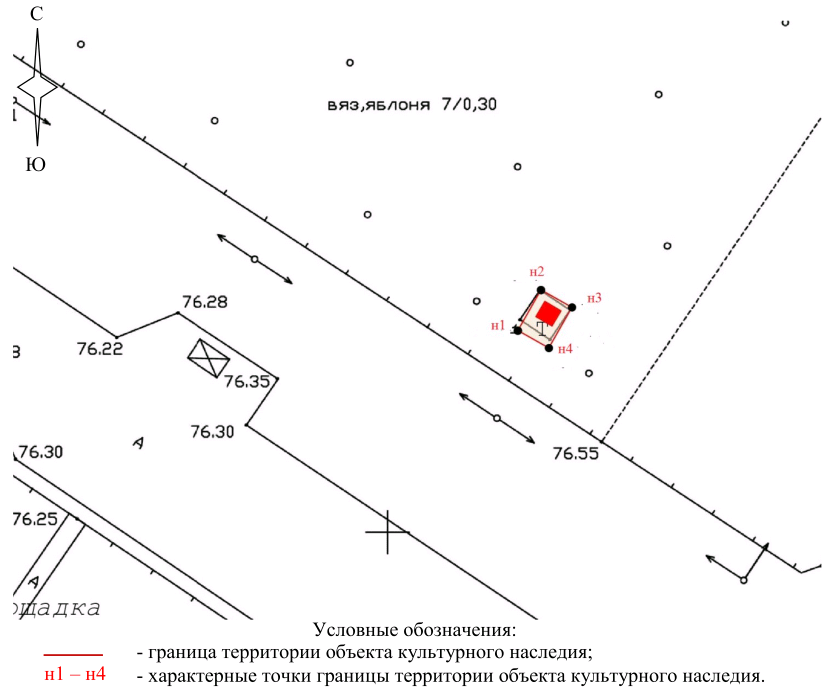 С
Ю
вяз,яблоня 7/0,30
н2
н3
н1
Т
н4
76.28
76.22
76.35
76.30
76.55
А
76.30
76.25
А
Условные обозначения:
- граница территории объекта культурного наследия;
н1 – н4 - характерные точки границы территории объекта культурного наследия.